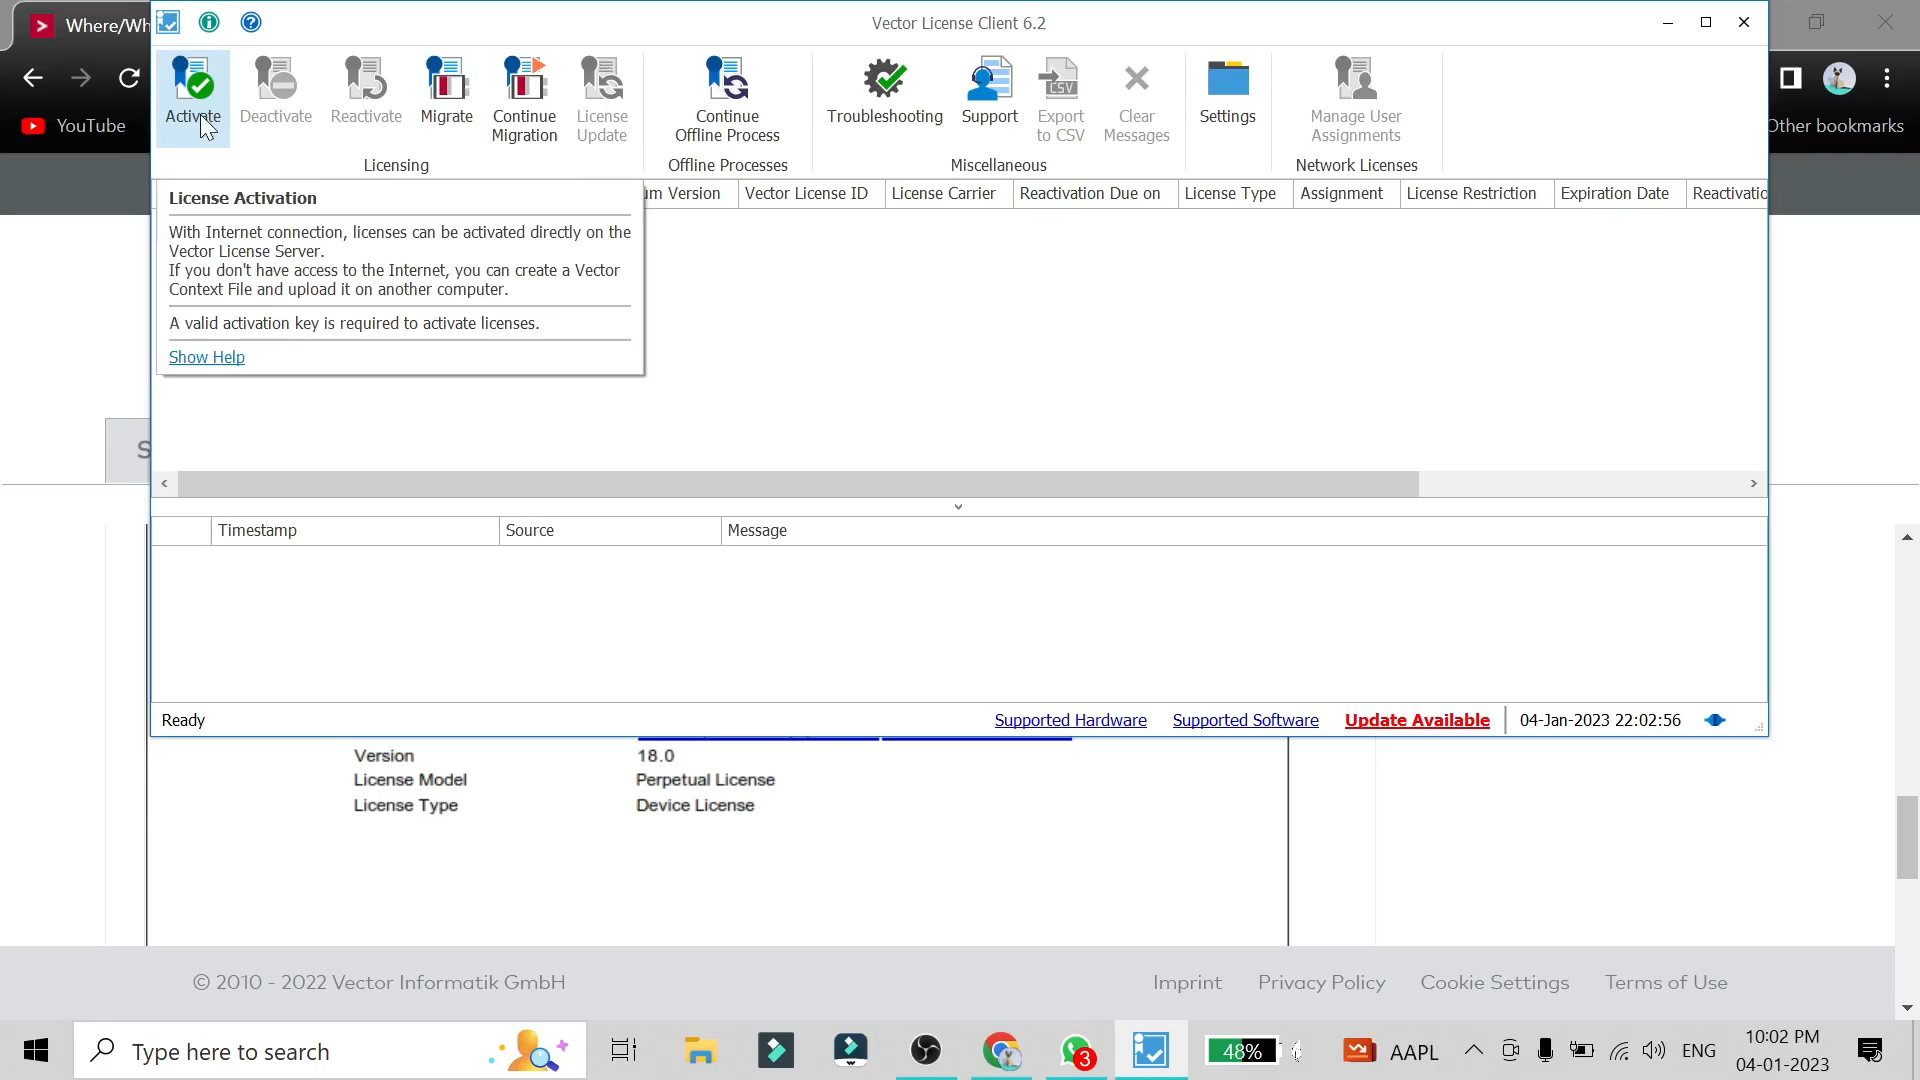 Where/Wh
Vector License Client 6.2
Activate
Deactivate
Reactivate
Migrate
Continue
Migration
License
Update
Continue
Offline Process
Troubleshooting
Support
Export
to CSV
Clear
Messages
Settings
Manage User
Assignments
Licensing
Offline Processes
Miscellaneous
Network Licenses
YouTube
Other bookmarks
License Activation
um Version
Vector License ID
License Carrier
Reactivation Due on
License Type
Assignment
License Restriction
Expiration Date
Reactivatio
With Internet connection, licenses can be activated directly on the
Vector License Server.
If you don't have access to the Internet, you can create a Vector
Context File and upload it on another computer.
A valid activation key is required to activate licenses.
Show Help
S
Timestamp
Source
Message
Ready
Supported Hardware
Supported Software
Update Available
04-Jan-2023 22:02:56
Version 18.0
License Model Perpetual License
License Type Device License
© 2010 - 2022 Vector Informatik GmbH
Imprint
Privacy Policy
Cookie Settings
Terms of Use
Type here to search
3
48%
AAPL
ENG
10:02 PM
04-01-2023